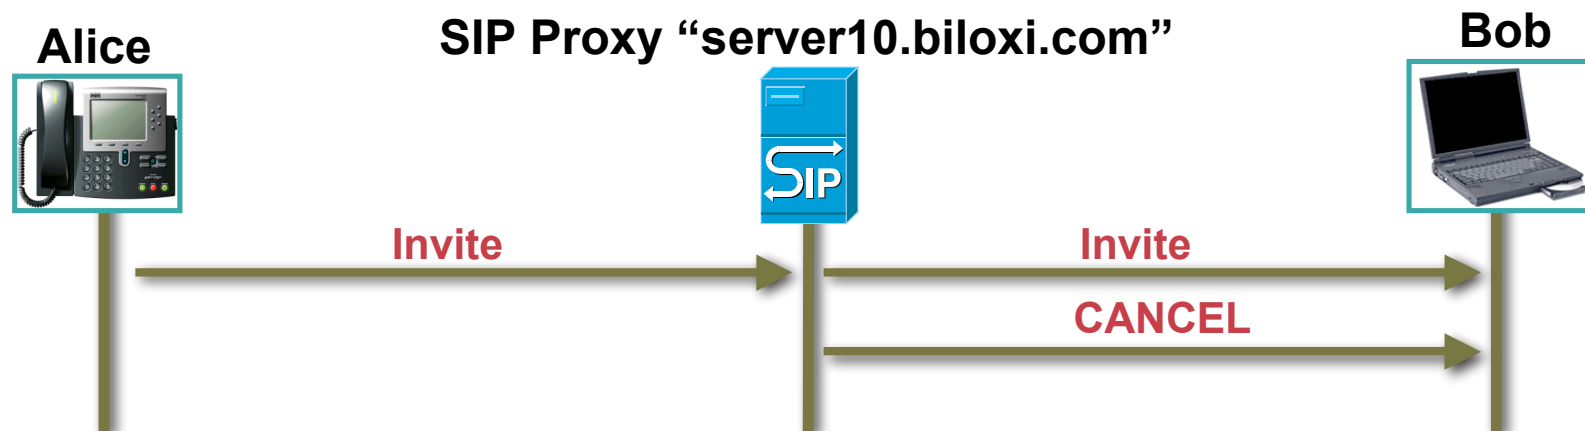 Alice
SIP Proxy “server10.biloxi.com”
Bob
SIP
Invite
Invite
CANCEL